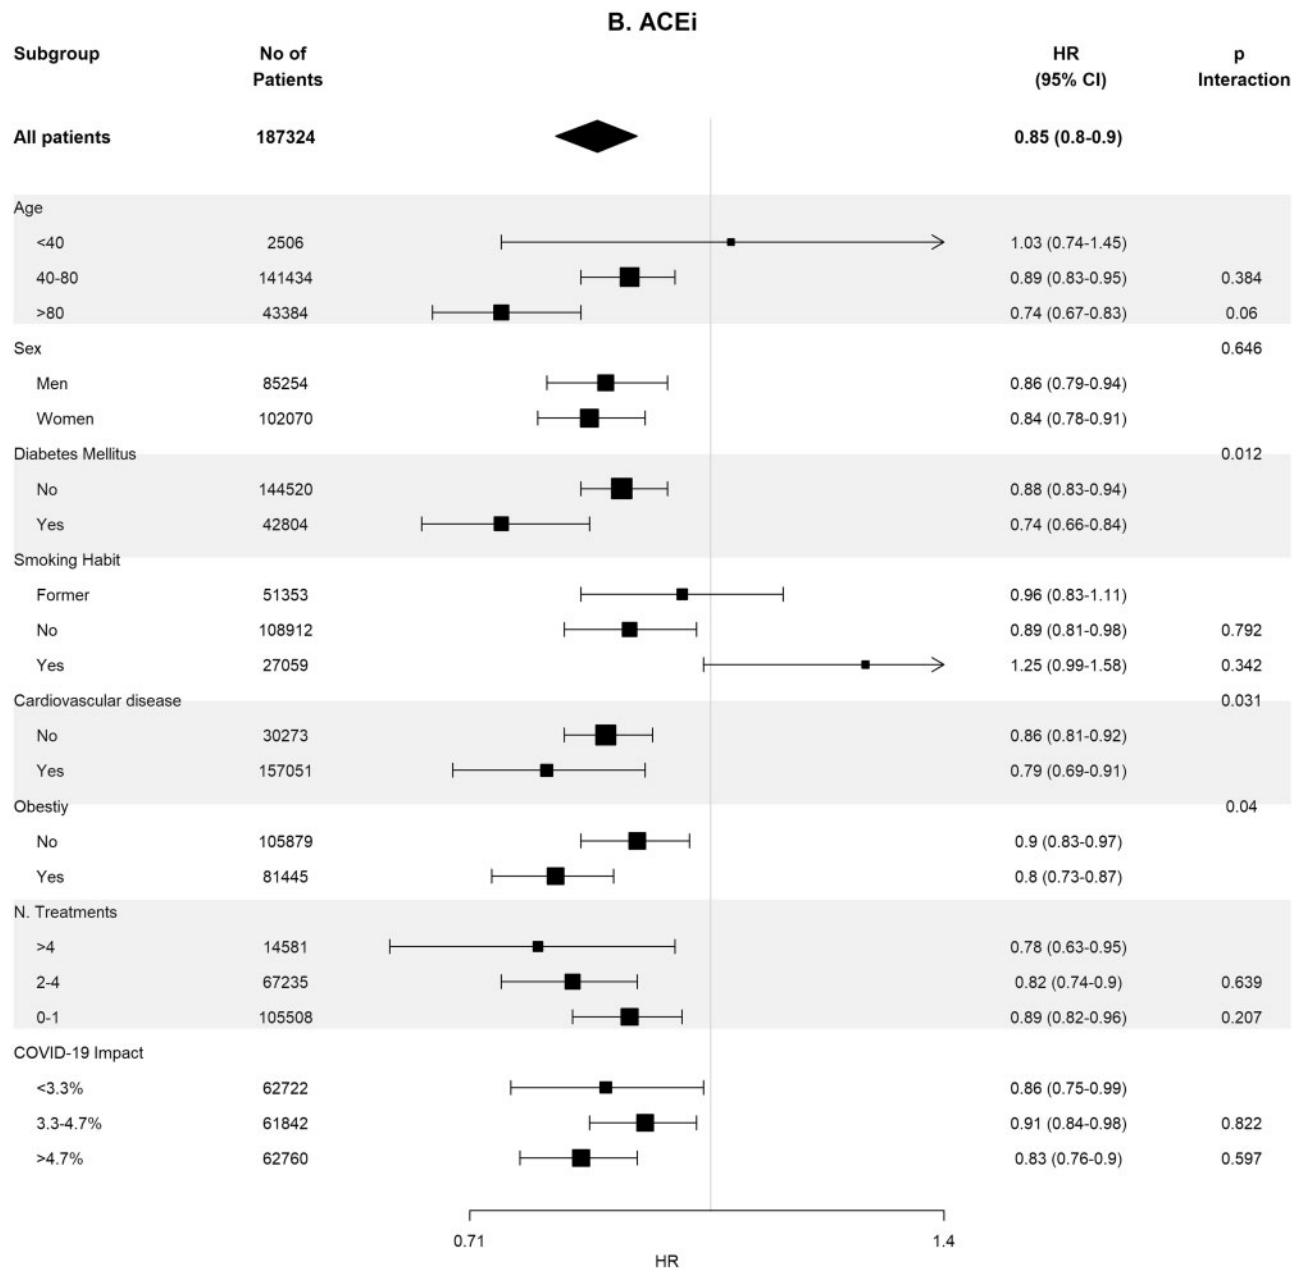 B. ACEi
Subgroup No of Patients HR (95% CI) p Interaction
All patients 187324 0.85 (0.8-0.9)
Age
<40 2506 1.03 (0.74-1.45)
40-80 141434 0.89 (0.83-0.95) 0.384
>80 43384 0.74 (0.67-0.83) 0.06
Sex 0.646
Men 85254 0.86 (0.79-0.94)
Women 102070 0.84 (0.78-0.91)
Diabetes Mellitus 0.012
No 144520 0.88 (0.83-0.94)
Yes 42804 0.74 (0.66-0.84)
Smoking Habit
Former 51353 0.96 (0.83-1.11)
No 108912 0.89 (0.81-0.98) 0.792
Yes 27059 1.25 (0.99-1.58) 0.342
Cardiovascular disease 0.031
No 30273 0.86 (0.81-0.92)
Yes 157051 0.79 (0.69-0.91)
Obestiy 0.04
No 105879 0.9 (0.83-0.97)
Yes 81445 0.8 (0.73-0.87)
N. Treatments
>4 14581 0.78 (0.63-0.95)
2-4 67235 0.82 (0.74-0.9) 0.639
0-1 105508 0.89 (0.82-0.96) 0.207
COVID-19 Impact
<3.3% 62722 0.86 (0.75-0.99)
3.3-4.7% 61842 0.91 (0.84-0.98) 0.822
>4.7% 62760 0.83 (0.76-0.9) 0.597
0.71 1.4
HR